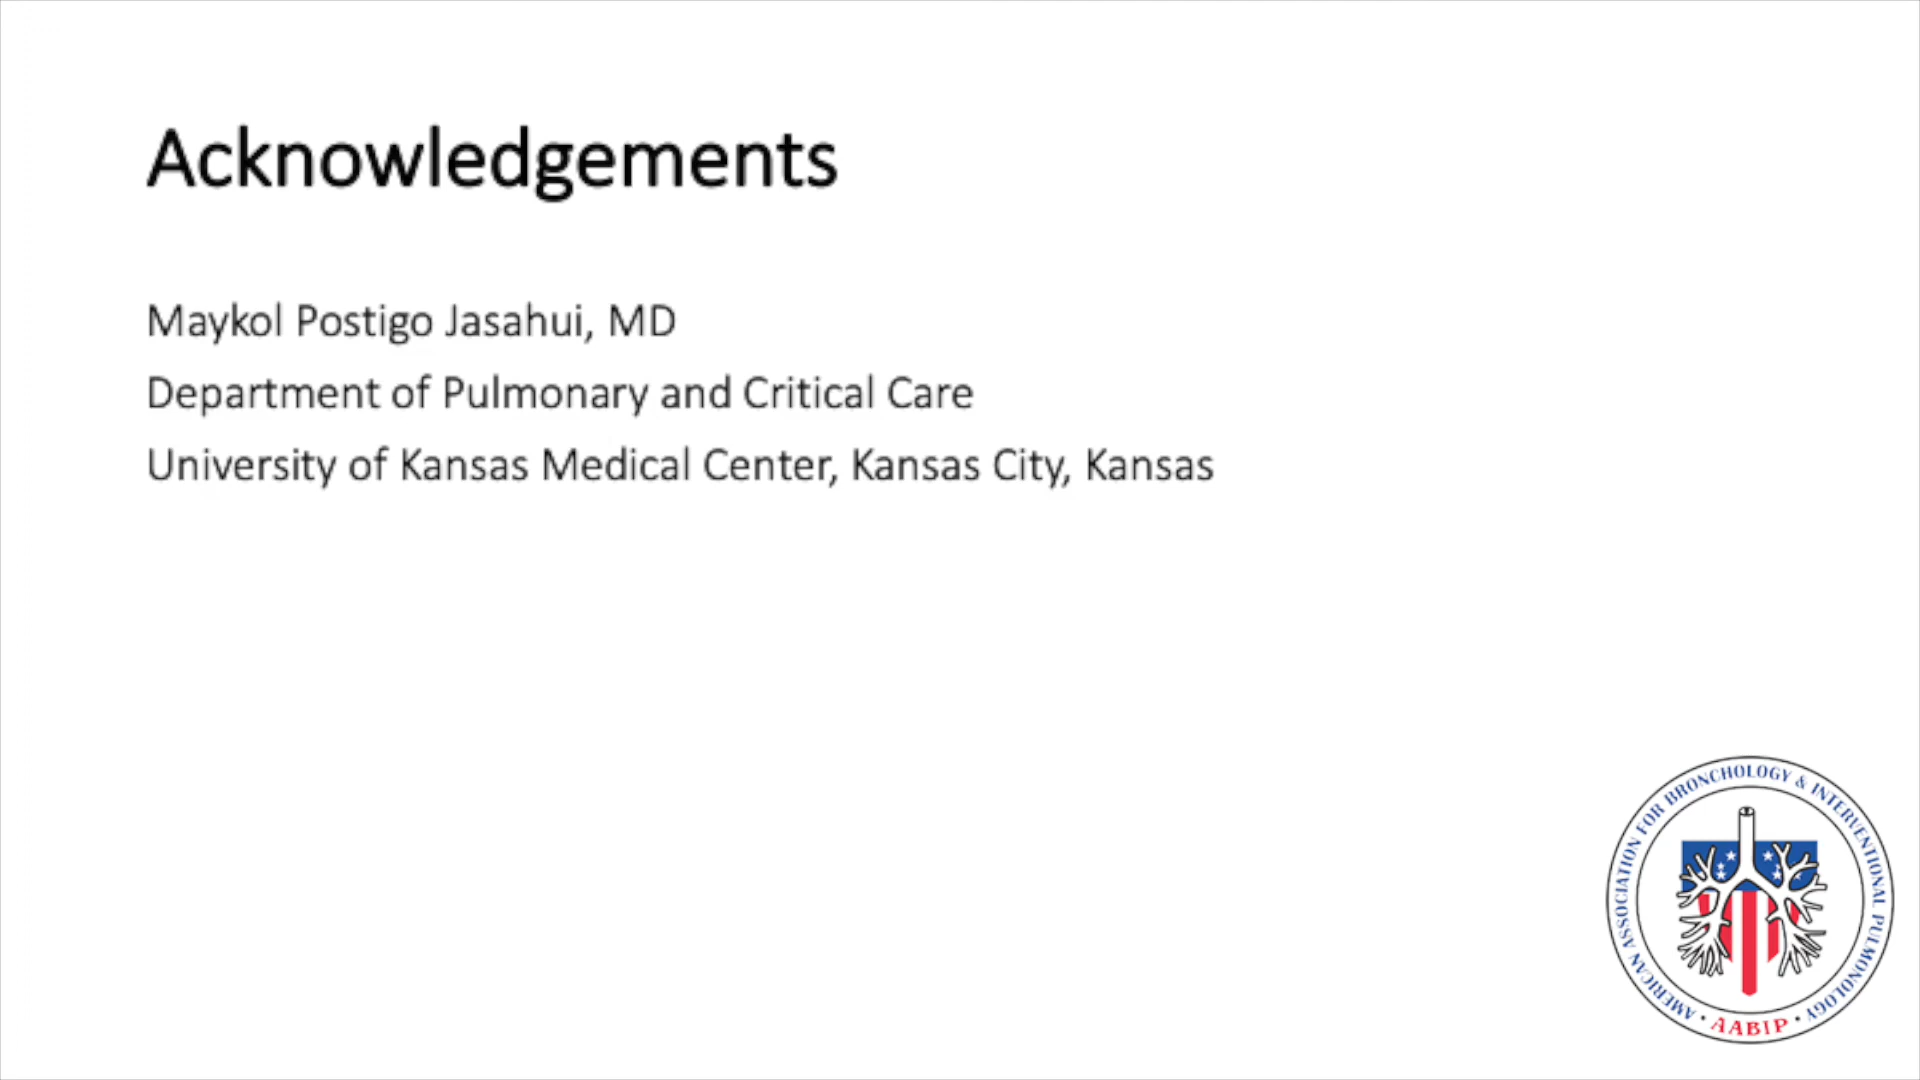 Acknowledgements
Maykol Postigo Jasahui, MD
Department of Pulmonary and Critical Care
University of Kansas Medical Center, Kansas City, Kansas
AMERICAN ASSOCIATION FOR BRONCHOLOGY & INTERVENTIONAL PULMONOLOGY
• AABIP •